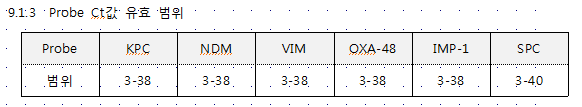 9.1.3 Probe Ct값 유효 범위
Probe KPC NDM VIM OXA-48 IMP-1 SPC
범위 3-38 3-38 3-38 3-38 3-38 3-40